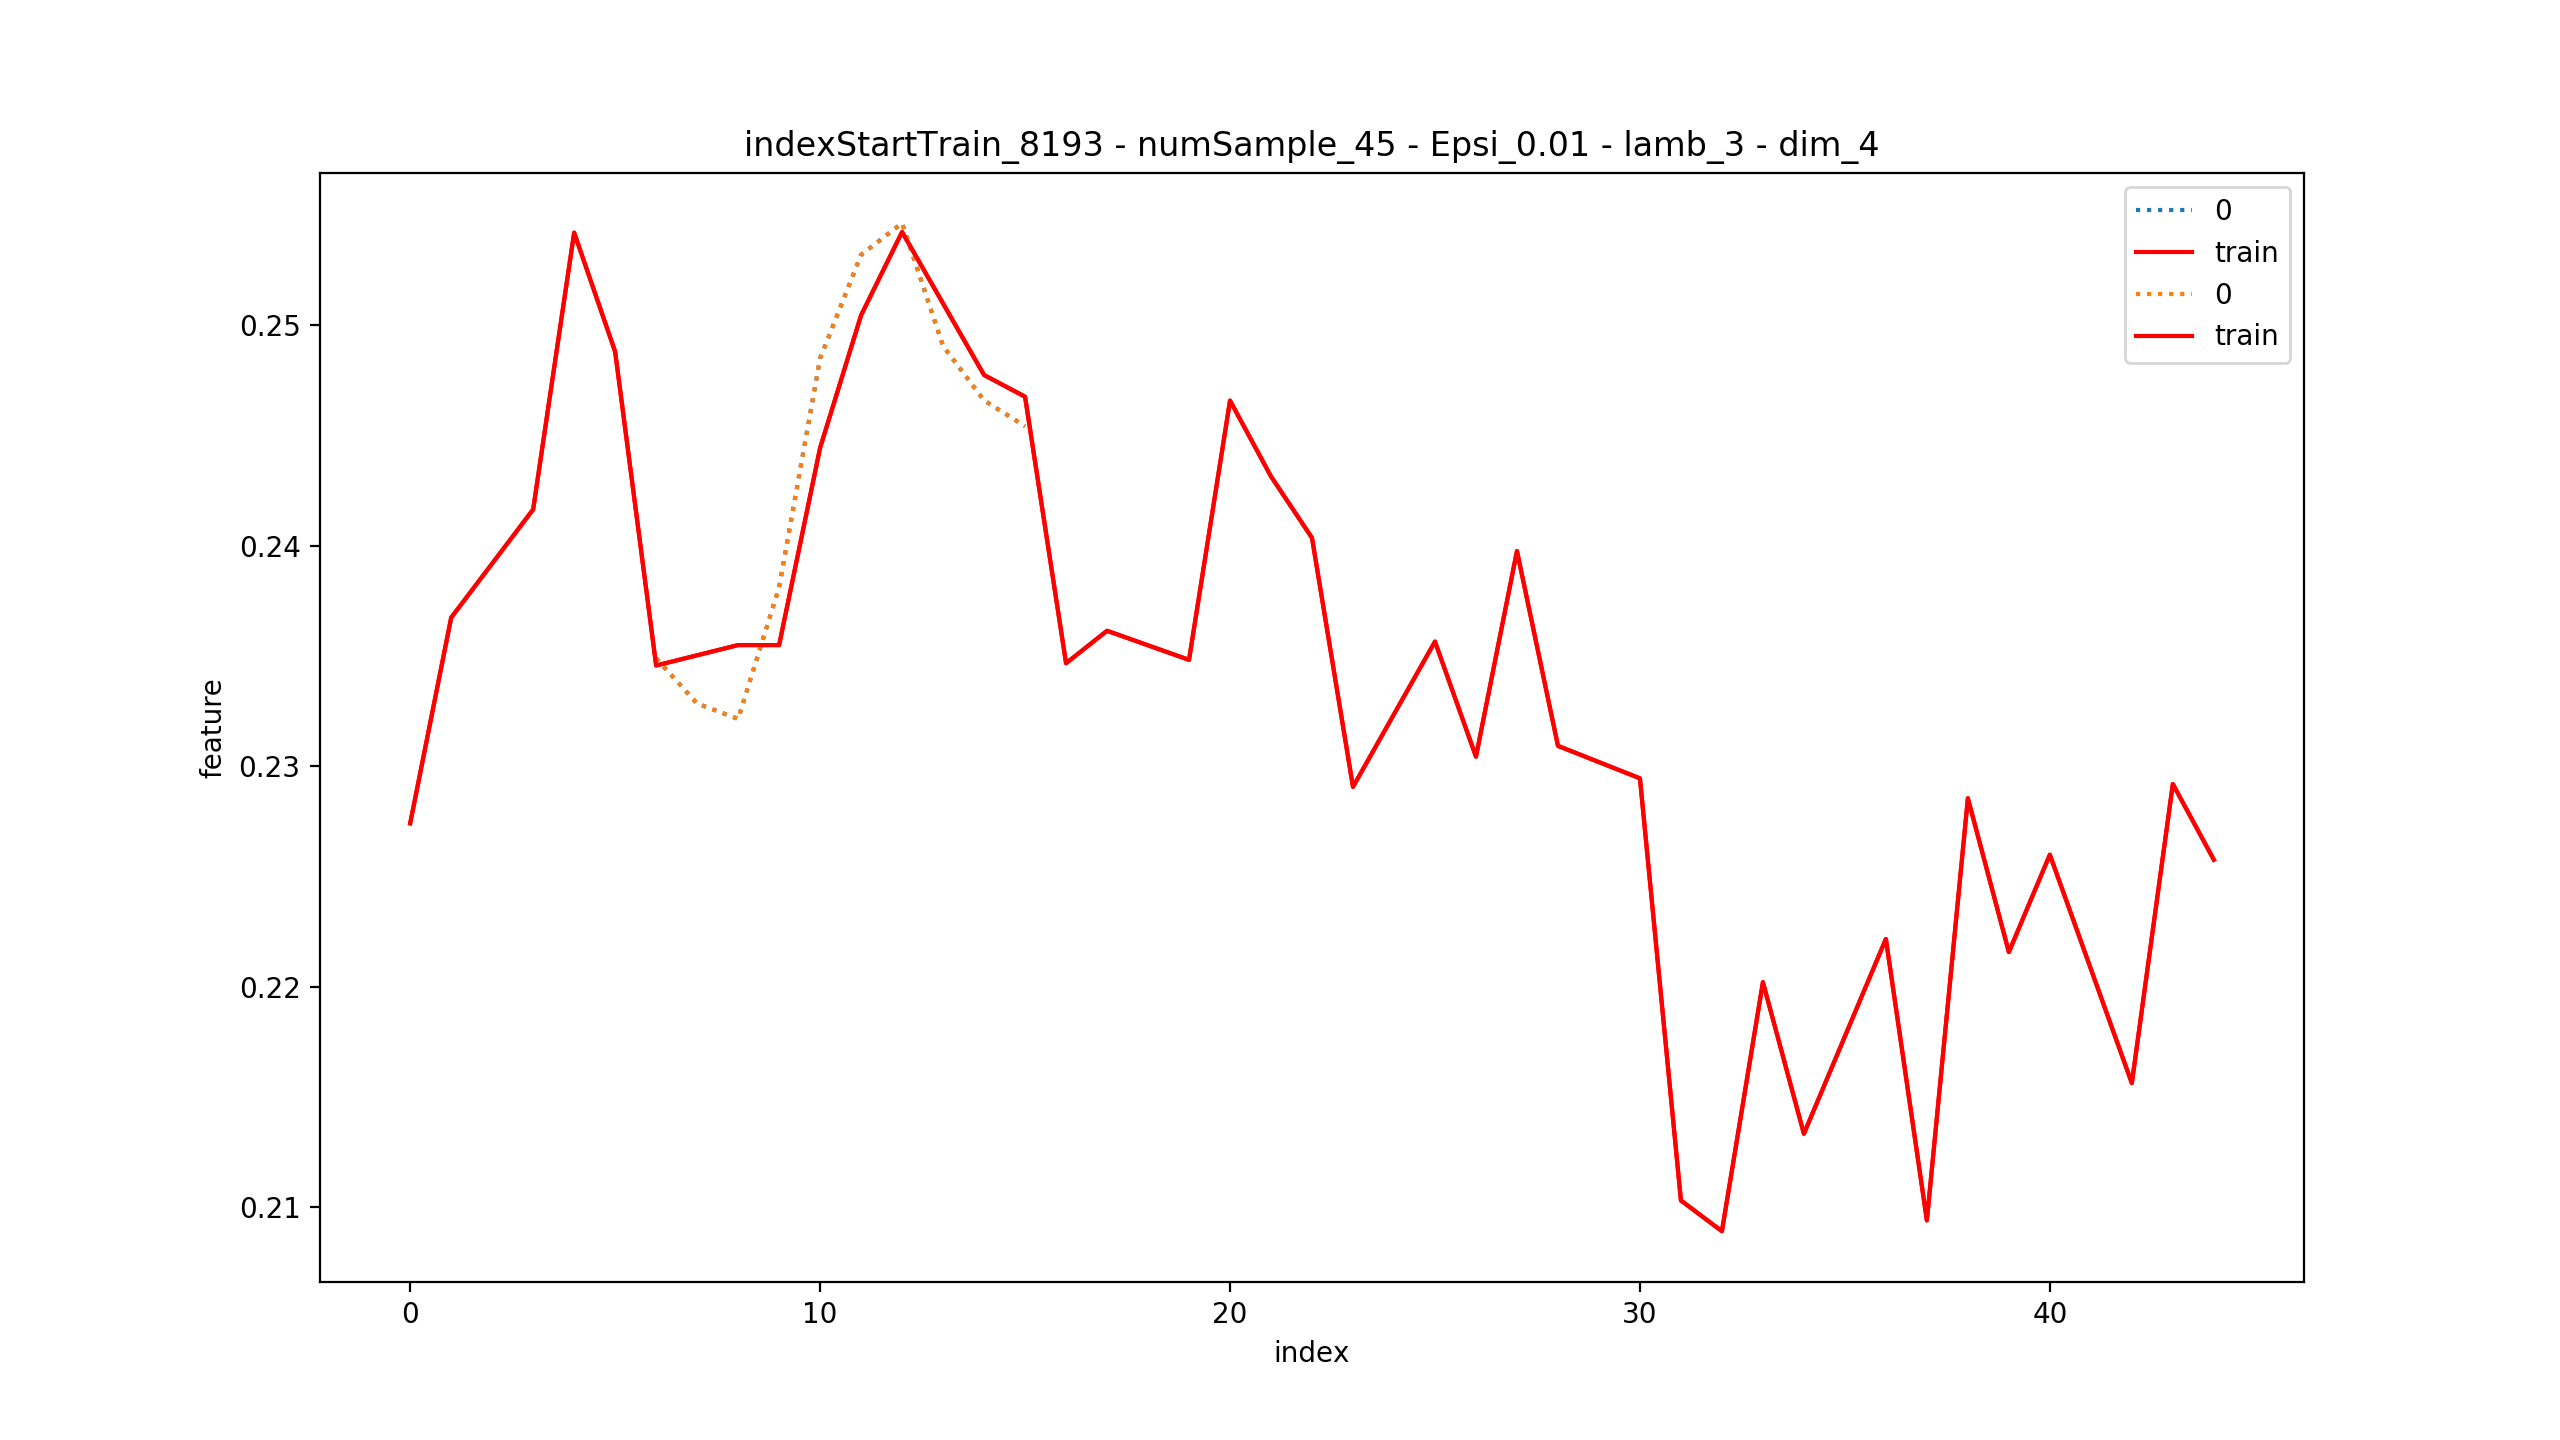 indexStartTrain_8193 - numSample_45 - Epsi_0.01 - lamb_3 - dim_4
0
train
0
train
0.25
0.24
0.23
0.22
0.21
feature
0 10 20 30 40
index